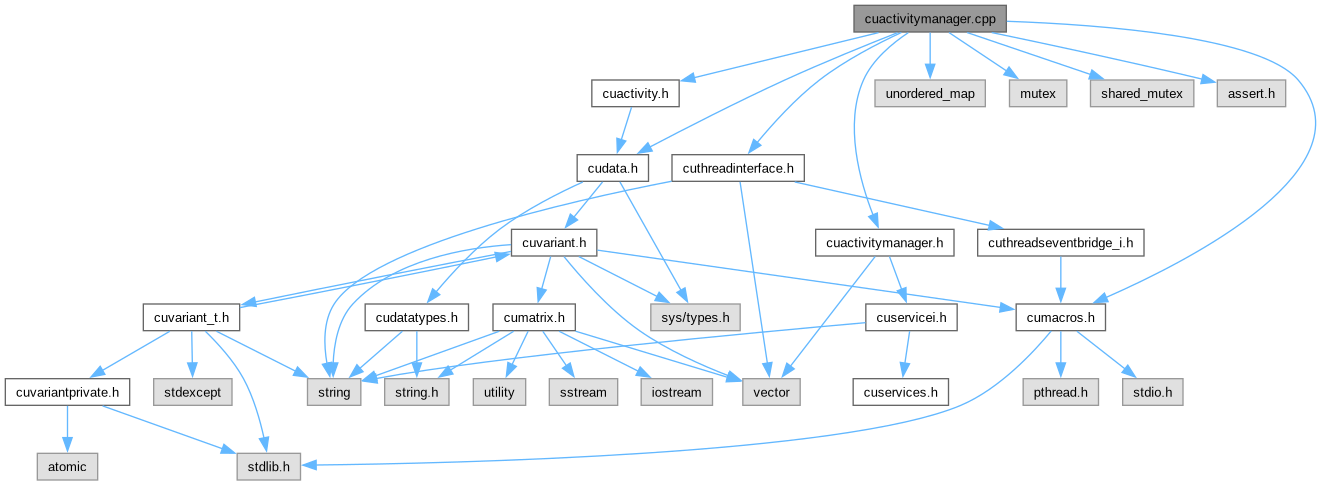 cuactivitymanager.cpp
cuactivity.h
unordered_map
mutex
shared_mutex
assert.h
cudata.h
cuthreadinterface.h
cuvariant.h
cuactivitymanager.h
cuthreadseventbridge_i.h
cuvariant_t.h
cudatatypes.h
cumatrix.h
sys/types.h
cuservicei.h
cumacros.h
cuvariantprivate.h
stdexcept
string
string.h
utility
sstream
iostream
vector
cuservices.h
pthread.h
stdio.h
atomic
stdlib.h